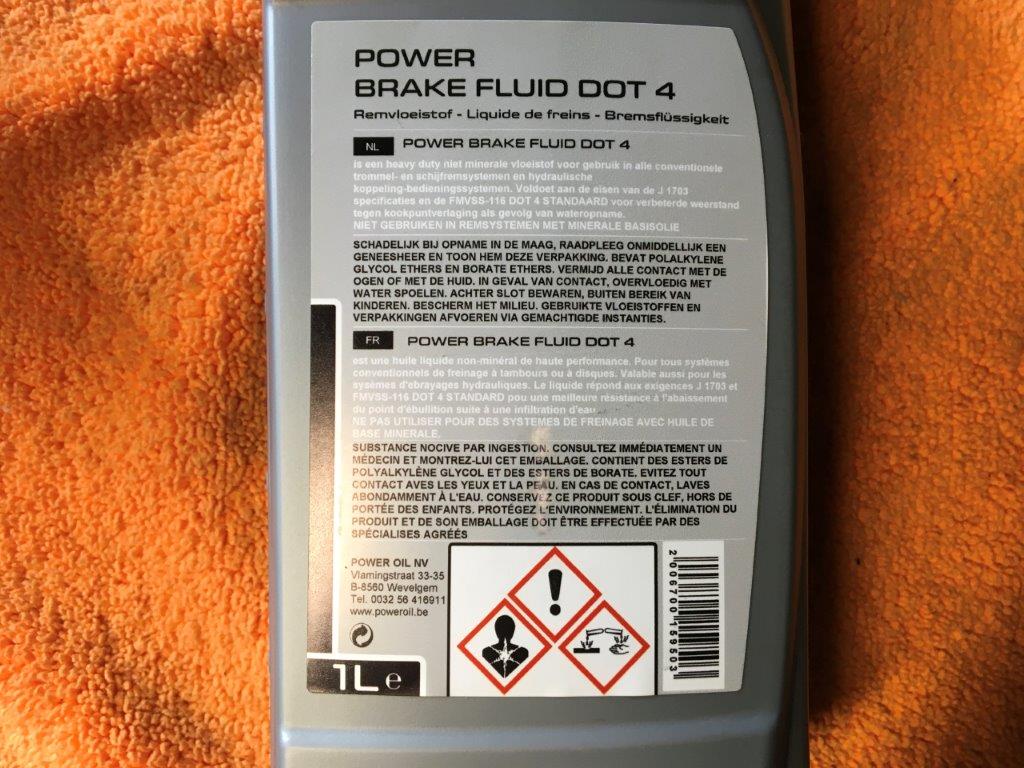 POWER
BRAKE FLUID DOT 4
Remvloeistof - Liquide de freins - Bremsflüssigkeit
NL POWER BRAKE FLUID DOT 4
is een heavy duty niet minerale vloeistof voor gebruik in alle conventionele
trommel- en schijfremsystemen en hydraulische
koppeling-bedieningssystemen. Voldoet aan de eisen van de J 1703
specificaties en de FMVSS-116 DOT 4 STANDAARD voor verbeterde weerstand
tegen kookpuntverlaging als gevolg van wateropname.
NIET GEBRUIKEN IN REMSYSTEMEN MET MINERALE BASISOLIE
SCHADELIJK BIJ OPNAME IN DE MAAG, RAADPLEEG ONMIDDELLIJK EEN
GENEESHEER EN TOON HEM DEZE VERPAKKING. BEVAT POLALKYLENE
GLYCOL ETHERS EN BORATE ETHERS. VERMIJD ALLE CONTACT MET DE
OGEN OF MET DE HUID. IN GEVAL VAN CONTACT, OVERVLOEDIG MET
WATER SPOELEN. ACHTER SLOT BEWAREN, BUITEN BEREIK VAN
KINDEREN. BESCHERM HET MILIEU. GEBRUIKTE VLOEISTOFFEN EN
VERPAKKINGEN AFVOEREN VIA GEMACHTIGDE INSTANTIES.
FR POWER BRAKE FLUID DOT 4
est une huile liquide non-minéral de haute performance. Pour tous systèmes
conventionnels de freinage à tambours ou à disques. Valable aussi pour les
sysèmes d'ebrayages hydrauliques. Le liquide répond aux exigences J 1703 et
FMVSS-116 DOT 4 STANDARD pou une meilleure résistance à l'abaissement
du point d'ébullition suite à une infiltration d'eau.
NE PAS UTILISER POUR DES SYSTEMES DE FREINAGE AVEC HUILE DE
BASE MINERALE.
SUBSTANCE NOCIVE PAR INGESTION. CONSULTEZ IMMÉDIATEMENT UN
MÉDECIN ET MONTREZ-LUI CET EMBALLAGE. CONTIENT DES ESTERS DE
POLYALKYLÈNE GLYCOL ET DES ESTERS DE BORATE. EVITEZ TOUT
CONTACT AVES LES YEUX ET LA PEAU. EN CAS DE CONTACT, LAVES
ABONDAMMENT À L'EAU. CONSERVEZ CE PRODUIT SOUS CLEF, HORS DE
PORTÉE DES ENFANTS. PROTÉGEZ L'ENVIRONNEMENT. L'ÉLIMINATION DU
PRODUIT ET DE SON EMBALLAGE DOIT ÊTRE EFFECTUÉE PAR DES
SPÉCIALISES AGRÉÉS
POWER OIL NV
Vlamingstraat 33-35
B-8560 Wevelgem
Tel. 0032 56 416911
www.poweroil.be
1L e
2006700159503